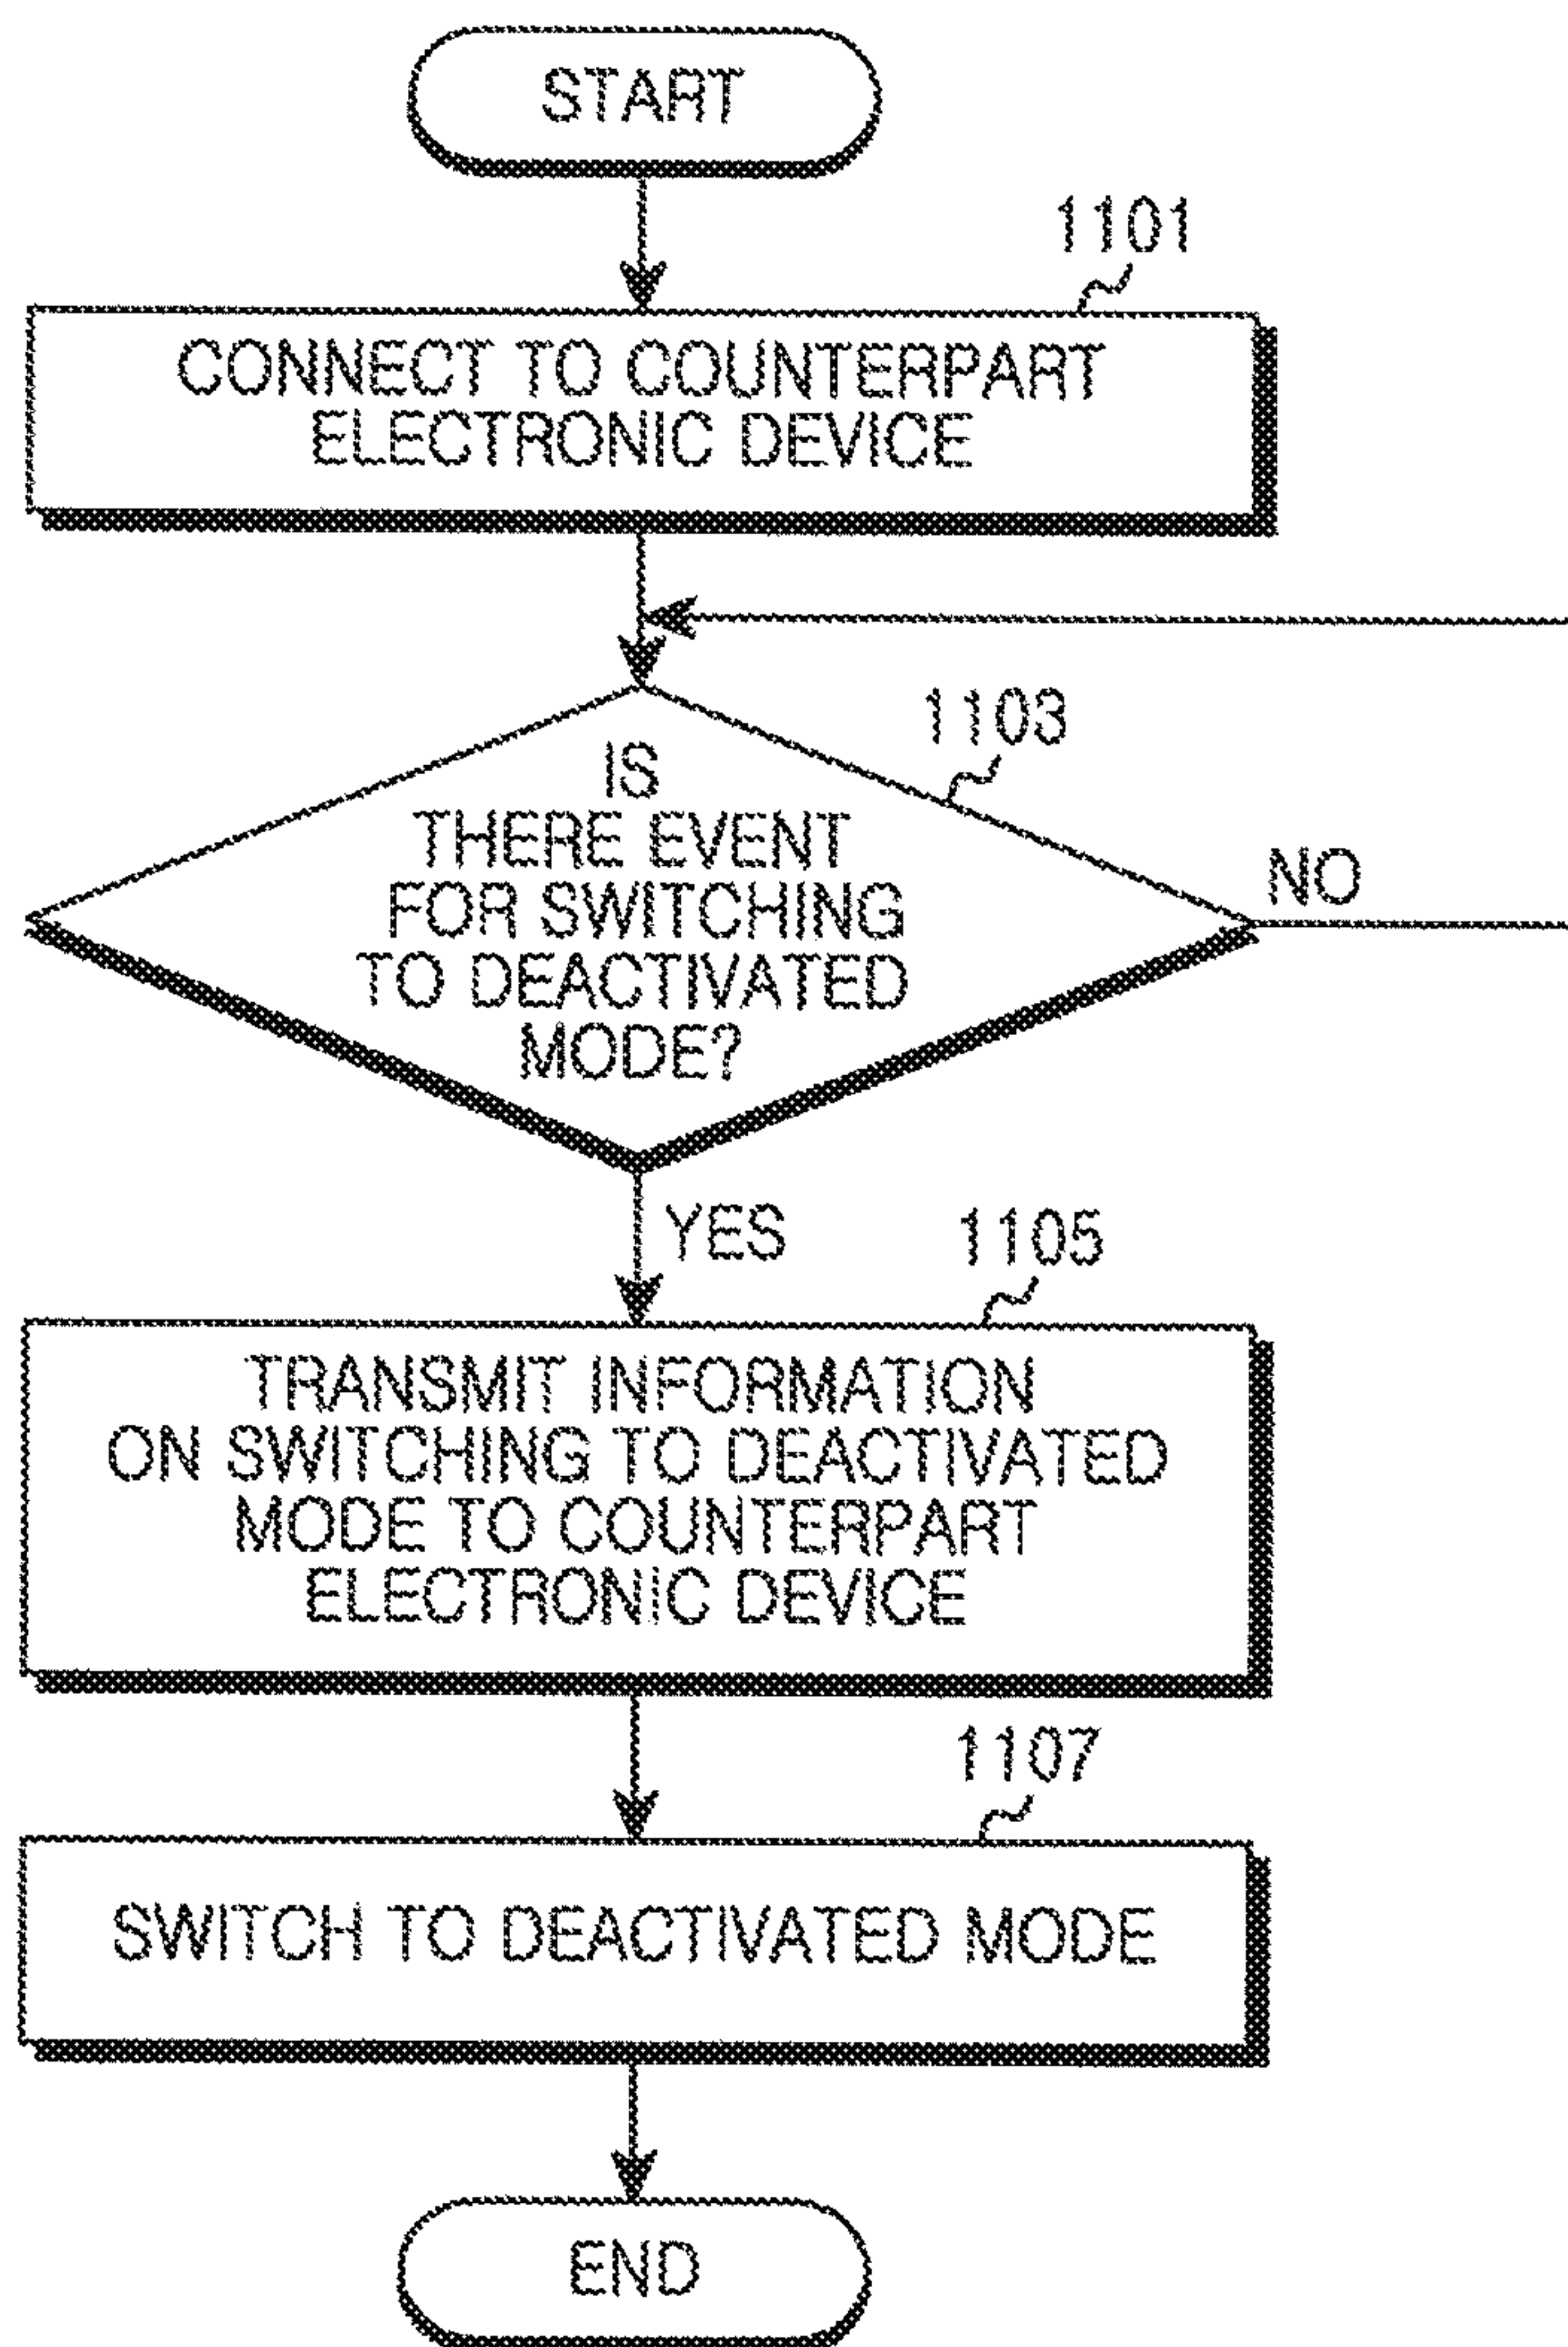 START
1101
CONNECT TO COUNTERPART
ELECTRONIC DEVICE
1103
IS
THERE EVENT
FOR SWITCHING
TO DEACTIVATED
MODE?
NO
YES
1105
TRANSMIT INFORMATION
ON SWITCHING TO DEACTIVATED
MODE TO COUNTERPART
ELECTRONIC DEVICE
1107
SWITCH TO DEACTIVATED MODE
END